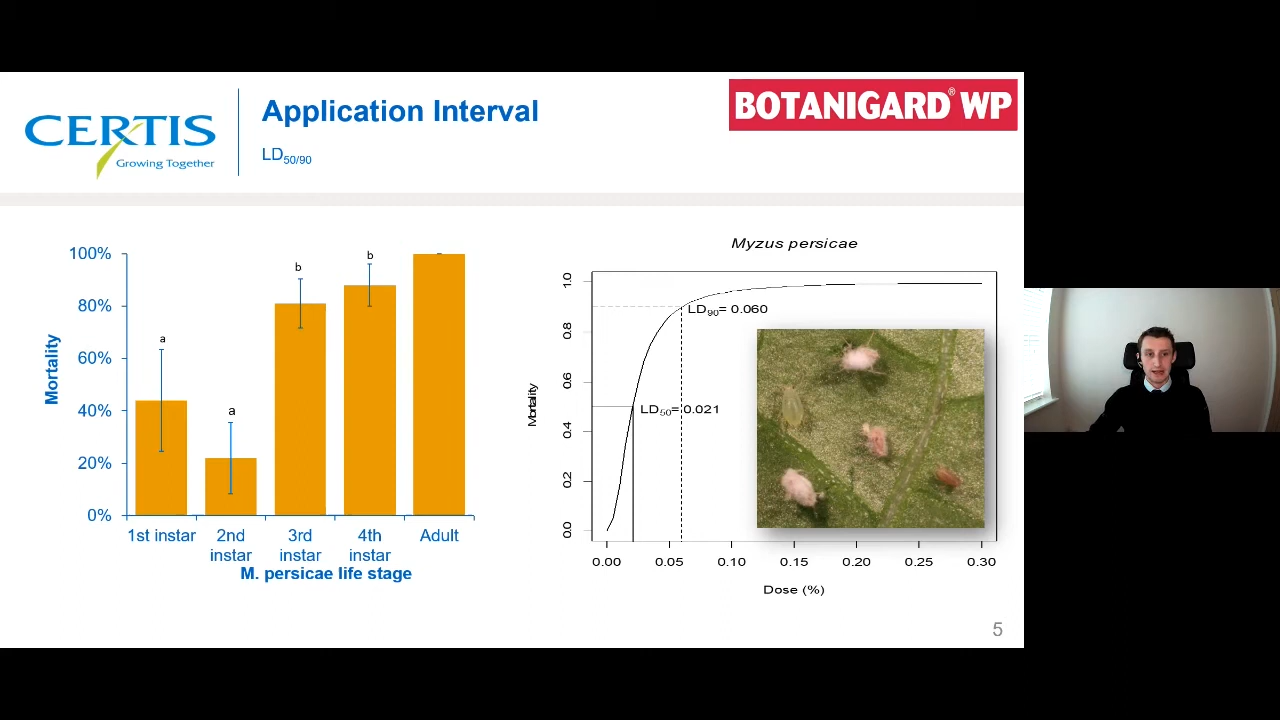 CERTIS
Growing Together
Application Interval
LD50/90
BOTANIGARD® WP
100%
80%
60%
40%
20%
0%
Mortality
a
a
b
b
1st instar
2nd instar
3rd instar
4th instar
Adult
M. persicae life stage
Myzus persicae
1.0
0.8
0.6
0.4
0.2
0.0
Mortality
LD90= 0.060
LD50= 0.021
0.00
0.05
0.10
0.15
0.20
0.25
0.30
Dose (%)
5